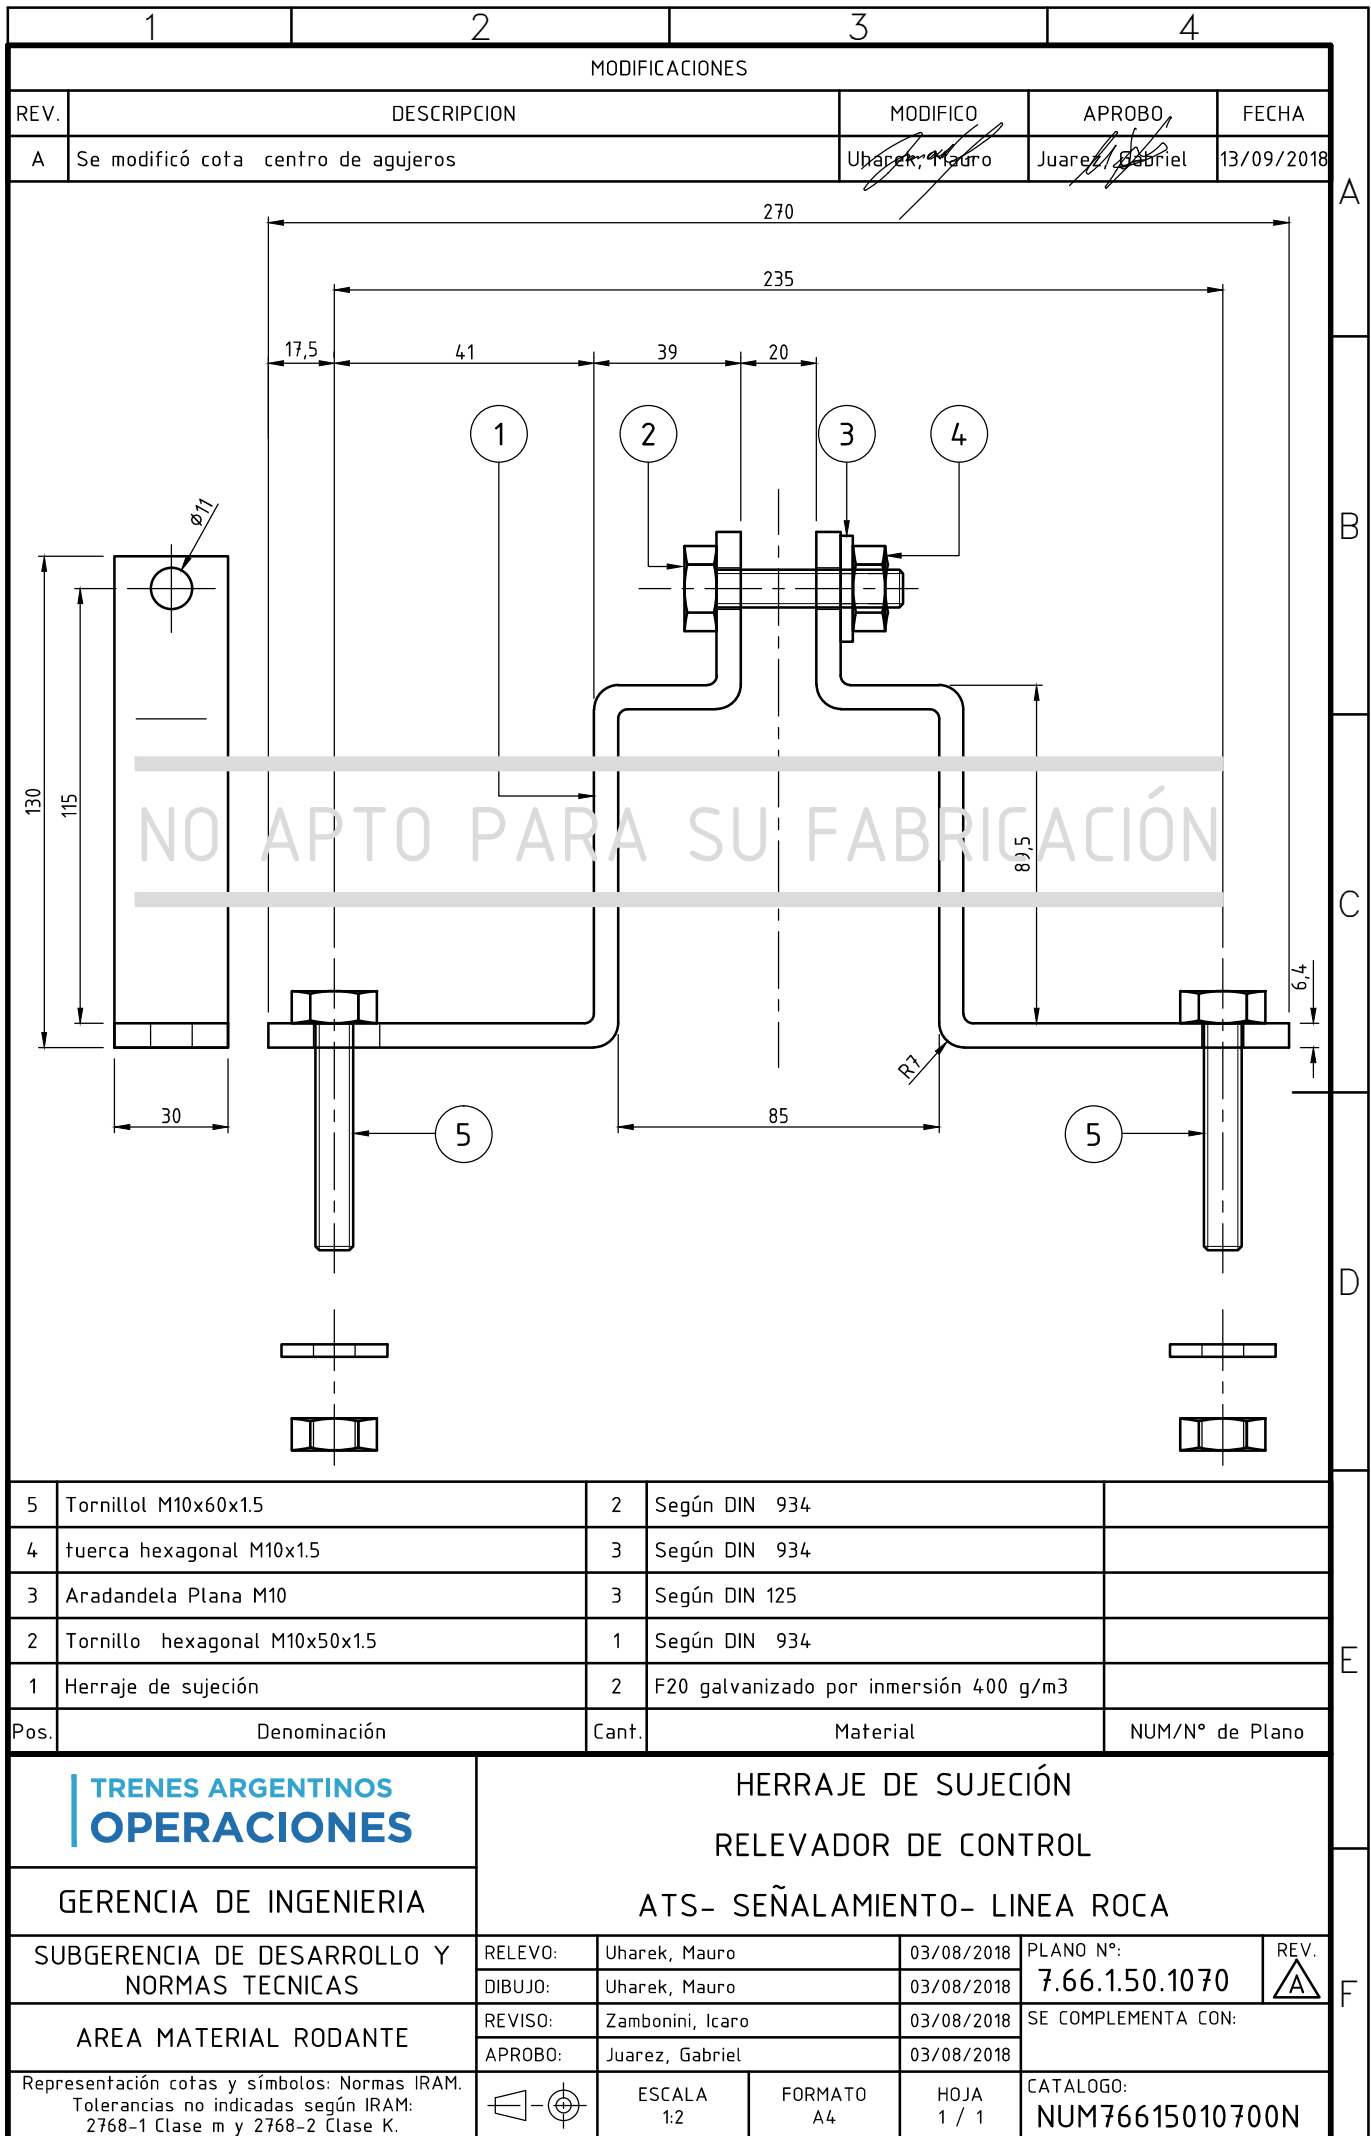 1 2 3 4
MODIFICACIONES
REV. DESCRIPCION MODIFICO APROBO FECHA
A Se modificó cota centro de agujeros Uharek, Mauro Juarez, Gabriel 13/09/2018
A
270
235
17,5 41 39 20
1 2 3 4
ø11
B
130
115
NO APTO PARA SU FABRICACIÓN
89,5
C
6,4
R7
30
85
5
5
D
5 Tornillol M10x60x1.5 2 Según DIN 934
4 tuerca hexagonal M10x1.5 3 Según DIN 934
3 Aradandela Plana M10 3 Según DIN 125
2 Tornillo hexagonal M10x50x1.5 1 Según DIN 934
E
1 Herraje de sujeción 2 F20 galvanizado por inmersión 400 g/m3
Pos. Denominación Cant. Material NUM/N° de Plano
TRENES ARGENTINOS
OPERACIONES
HERRAJE DE SUJECIÓN
RELEVADOR DE CONTROL
ATS- SEÑALAMIENTO- LINEA ROCA
GERENCIA DE INGENIERIA
SUBGERENCIA DE DESARROLLO Y
NORMAS TECNICAS
AREA MATERIAL RODANTE
RELEVO: Uharek, Mauro 03/08/2018
DIBUJO: Uharek, Mauro 03/08/2018
REVISO: Zambonini, Icaro 03/08/2018
APROBO: Juarez, Gabriel 03/08/2018
PLANO N°:
7.66.1.50.1070
REV.
A
F
SE COMPLEMENTA CON:
Representación cotas y símbolos: Normas IRAM.
Tolerancias no indicadas según IRAM:
2768-1 Clase m y 2768-2 Clase K.
ESCALA
1:2
FORMATO
A4
HOJA
1 / 1
CATALOGO:
NUM76615010700N